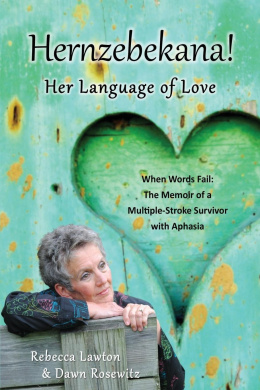 Hernzebekana!
Her Language of Love
When Words Fail:
The Memoir of a
Multiple-Stroke Survivor
with Aphasia
Rebecca Lawton
& Dawn Rosewitz